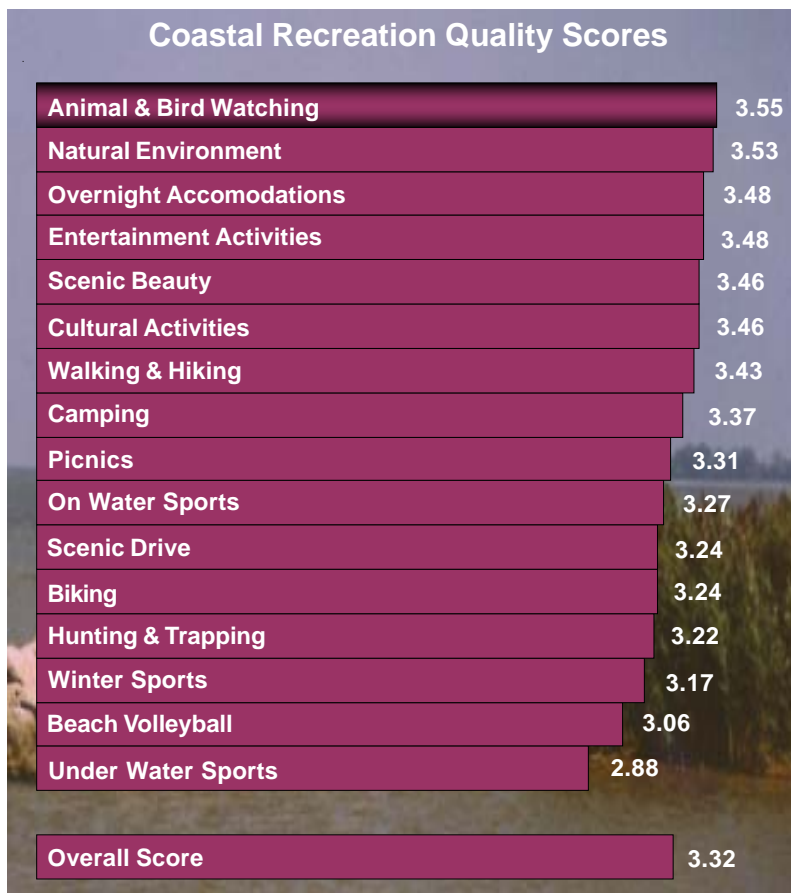 Coastal Recreation Quality Scores
Animal & Bird Watching 3.55
Natural Environment 3.53
Overnight Accomodations 3.48
Entertainment Activities 3.48
Scenic Beauty 3.46
Cultural Activities 3.46
Walking & Hiking 3.43
Camping 3.37
Picnics 3.31
On Water Sports 3.27
Scenic Drive 3.24
Biking 3.24
Hunting & Trapping 3.22
Winter Sports 3.17
Beach Volleyball 3.06
Under Water Sports 2.88
Overall Score 3.32